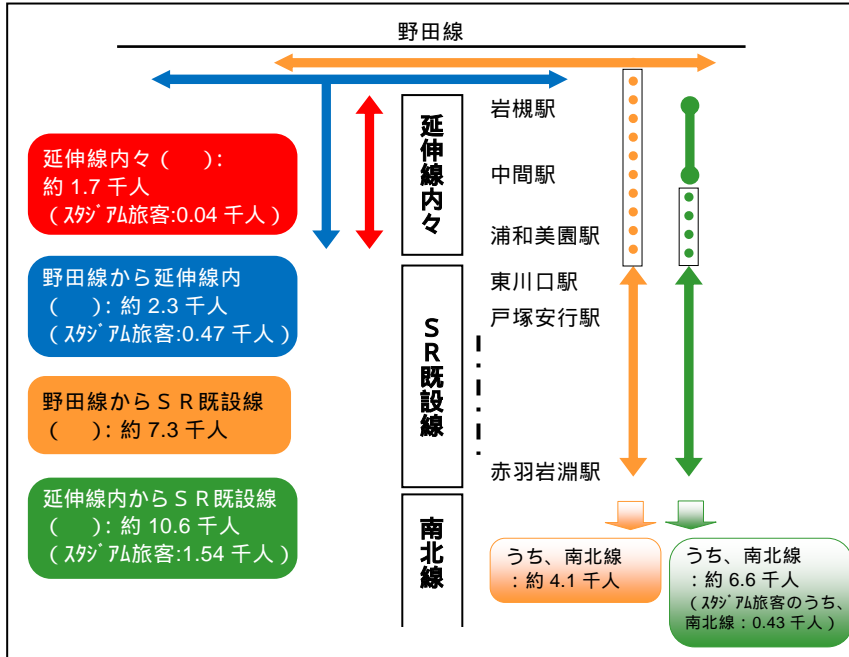 野田線
延伸線内々
SR既設線
南北線
岩槻駅
中間駅
浦和美園駅
東川口駅
戸塚安行駅
赤羽岩淵駅
延伸線内々（　）：
約 1.7 千人
（ｽﾀｼﾞｱﾑ旅客:0.04 千人）
野田線から延伸線内
（　）：約 2.3 千人
（ｽﾀｼﾞｱﾑ旅客:0.47 千人）
野田線からＳＲ既設線
（　）：約 7.3 千人
延伸線内からＳＲ既設線
（　）：約 10.6 千人
（ｽﾀｼﾞｱﾑ旅客:1.54 千人）
うち、南北線
：約 4.1 千人
うち、南北線
：約 6.6 千人
（ｽﾀｼﾞｱﾑ旅客のうち、
南北線：0.43 千人）